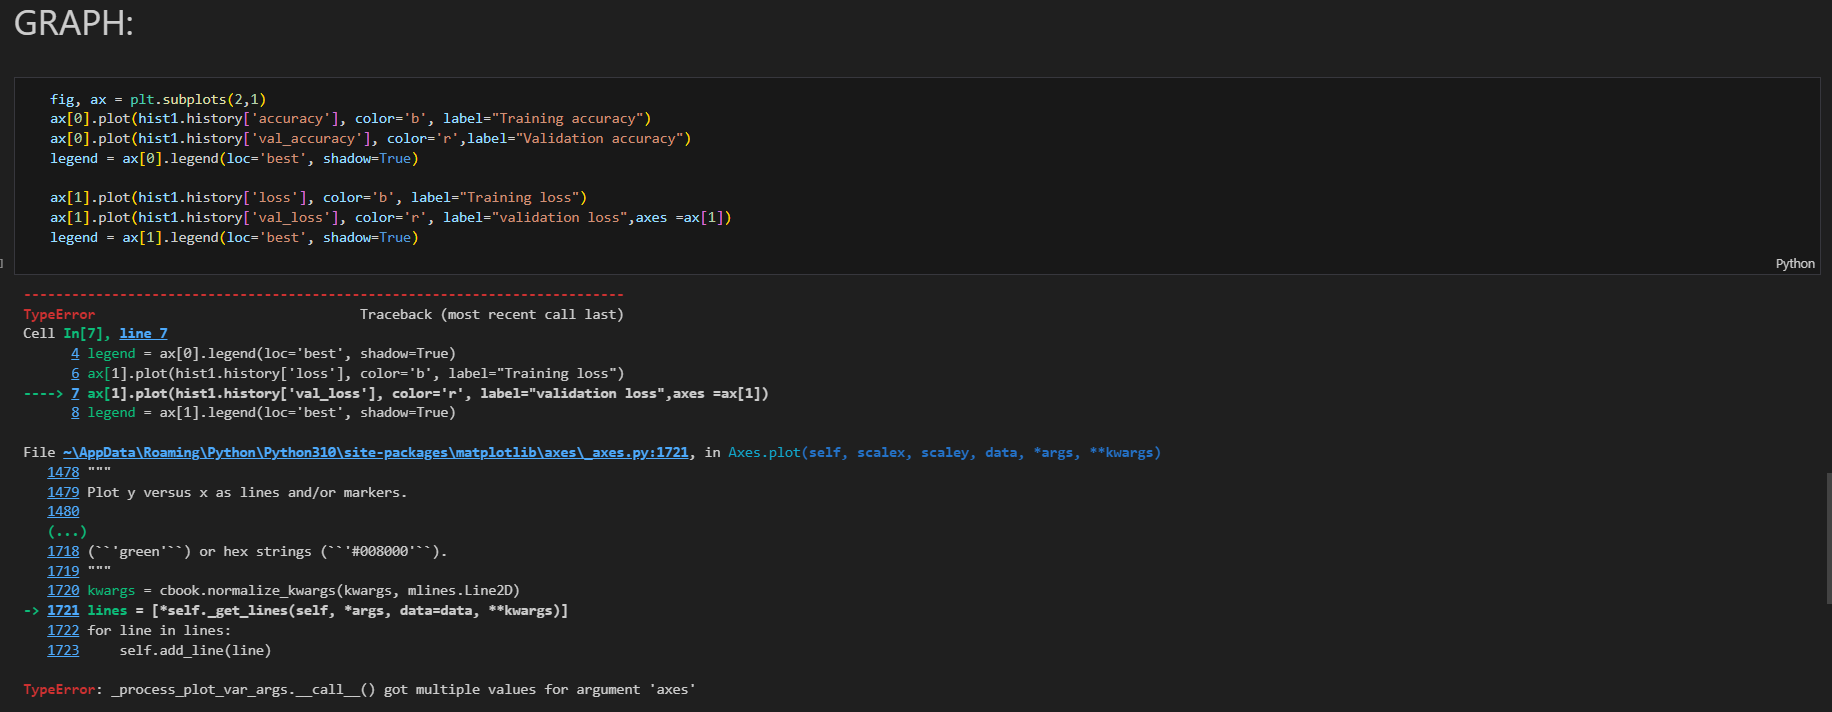 GRAPH:
fig, ax = plt.subplots(2,1)
ax[0].plot(hist1.history['accuracy'], color='b', label="Training accuracy")
ax[0].plot(hist1.history['val_accuracy'], color='r',label="Validation accuracy")
legend = ax[0].legend(loc='best', shadow=True)
ax[1].plot(hist1.history['loss'], color='b', label="Training loss")
ax[1].plot(hist1.history['val_loss'], color='r', label="validation loss",axes =ax[1])
legend = ax[1].legend(loc='best', shadow=True)
]
Python
---------------------------------------------------------------------------
TypeError                                 Traceback (most recent call last)
Cell In[7], line 7
      4 legend = ax[0].legend(loc='best', shadow=True)
      6 ax[1].plot(hist1.history['loss'], color='b', label="Training loss")
----> 7 ax[1].plot(hist1.history['val_loss'], color='r', label="validation loss",axes =ax[1])
      8 legend = ax[1].legend(loc='best', shadow=True)
File ~\AppData\Roaming\Python\Python310\site-packages\matplotlib\axes\_axes.py:1721, in Axes.plot(self, scalex, scaley, data, *args, **kwargs)
   1478 """
   1479 Plot y versus x as lines and/or markers.
   1480
   (...)
   1718 (``'green'``) or hex strings (``'#008000'``).
   1719 """
   1720 kwargs = cbook.normalize_kwargs(kwargs, mlines.Line2D)
-> 1721 lines = [*self._get_lines(self, *args, data=data, **kwargs)]
   1722 for line in lines:
   1723     self.add_line(line)
TypeError: _process_plot_var_args.__call__() got multiple values for argument 'axes'